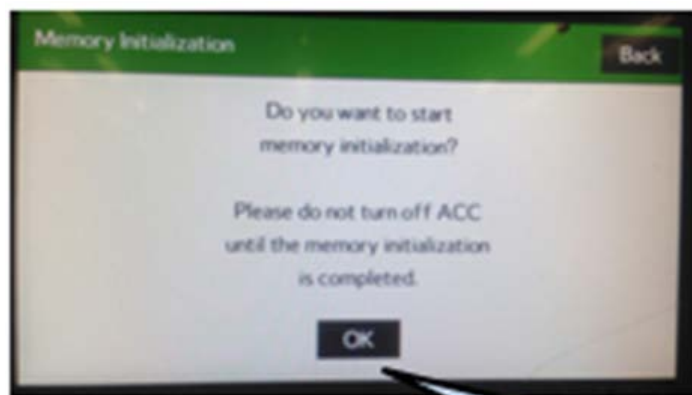 Memory Initialization
Back
Do you want to start
memory initialization?
Please do not turn off ACC
until the memory initialization
is completed.
OK